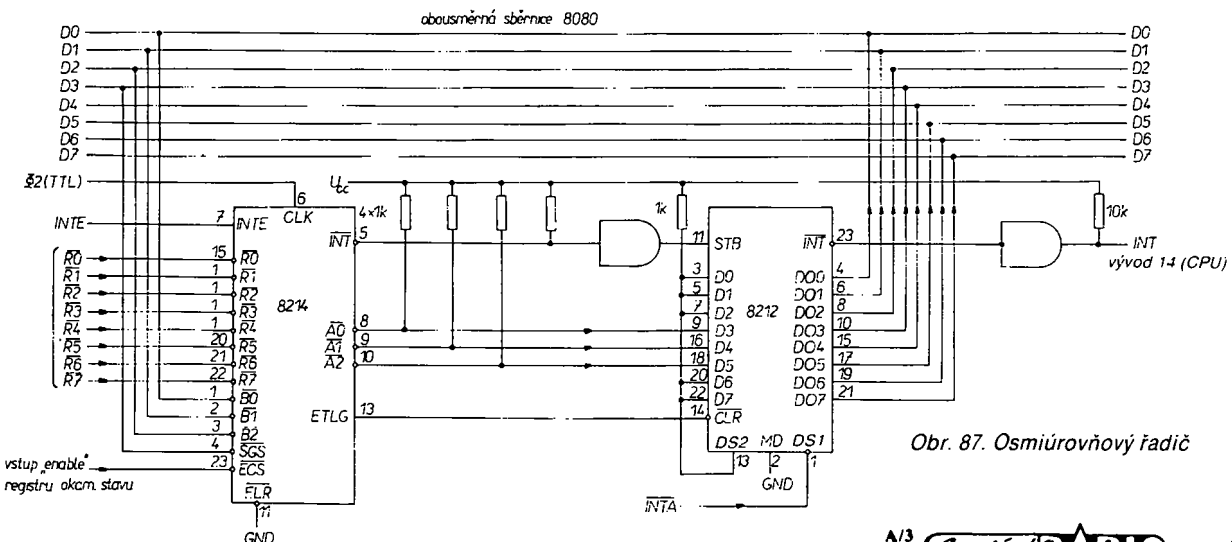 obousměrná sběrnice 8080
D0 D0
D1 D1
D2 D2
D3 D3
D4 D4
D5 D5
D6 D6
D7 D7
Φ2(TTL)
6
CLK
Ucc
4×1k
1k
10k
INTE 7 INTE
INT 5
11 STB
INT 23
INT
vývod 14 (CPU)
R0 15 R0
R1 1 R1
R2 1 R2
R3 1 R3
R4 1 R4
R5 20 R5
R6 21 R6
R7 22 R7
1 B0
2 B1
3 B2
4 SGS
23 ECS
8214
A0 8
A1 9
A2 10
ETLG 13
3 D0
5 D1
7 D2
9 D3
16 D4
18 D5
20 D6
22 D7
14 CLR
8212
DO0 4
DO1 6
DO2 8
DO3 10
DO4 15
DO5 17
DO6 19
DO7 21
DS2 MD DS1
13 2 1
GND
vstup „enable"
registru okam. stavu
ELR
11
GND
INTA
Obr. 87. Osmiúrovňový řadič
A/3